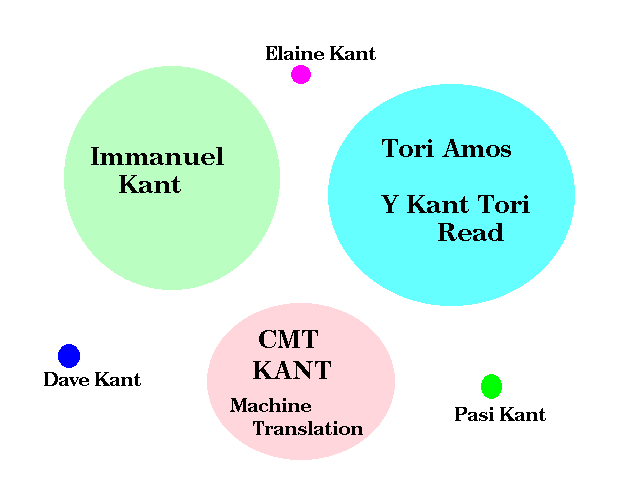 Elaine Kant
Immanuel
Kant
Tori Amos
Y Kant Tori
Read
CMT
KANT
Machine
Translation
Dave Kant
Pasi Kant